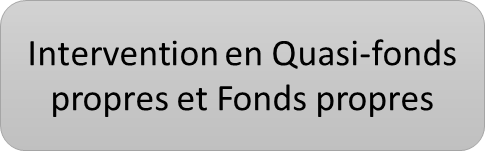 Intervention en Quasi-fonds
propres et Fonds propres